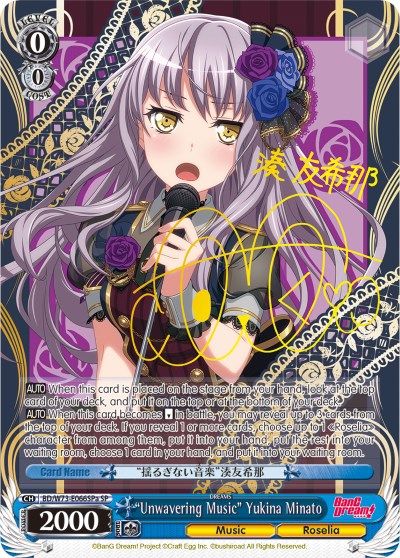 Level
0
0
COST
湊 友希那
AUTO When this card is placed on the stage from your hand, look at the top
card of your deck, and put it on the top or at the bottom of your deck.
AUTO When this card becomes in battle, you may reveal up to 3 cards from
the top of your deck. If you reveal 1 or more cards, choose up to 1 <Roselia>
character from among them, put it into your hand, put the rest into your
waiting room, choose 1 card in your hand, and put it into your waiting room.
Card Name
“揺るぎない音楽”湊友希那
CD BD/W73-E066SPa SP
DREAMS
“Unwavering Music” Yukina Minato
BanG Dream!
2000
Music
Roselia
©BanG Dream! Project ©Craft Egg Inc. ©bushiroad All Rights Reserved.